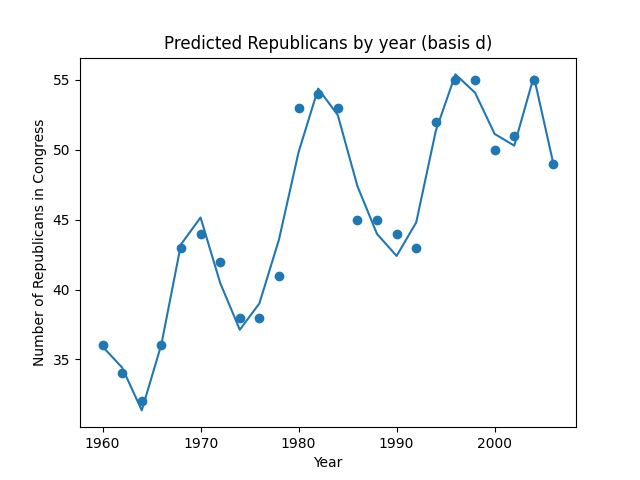 Predicted Republicans by year (basis d)
55
50
45
40
35
Number of Republicans in Congress
1960 1970 1980 1990 2000
Year